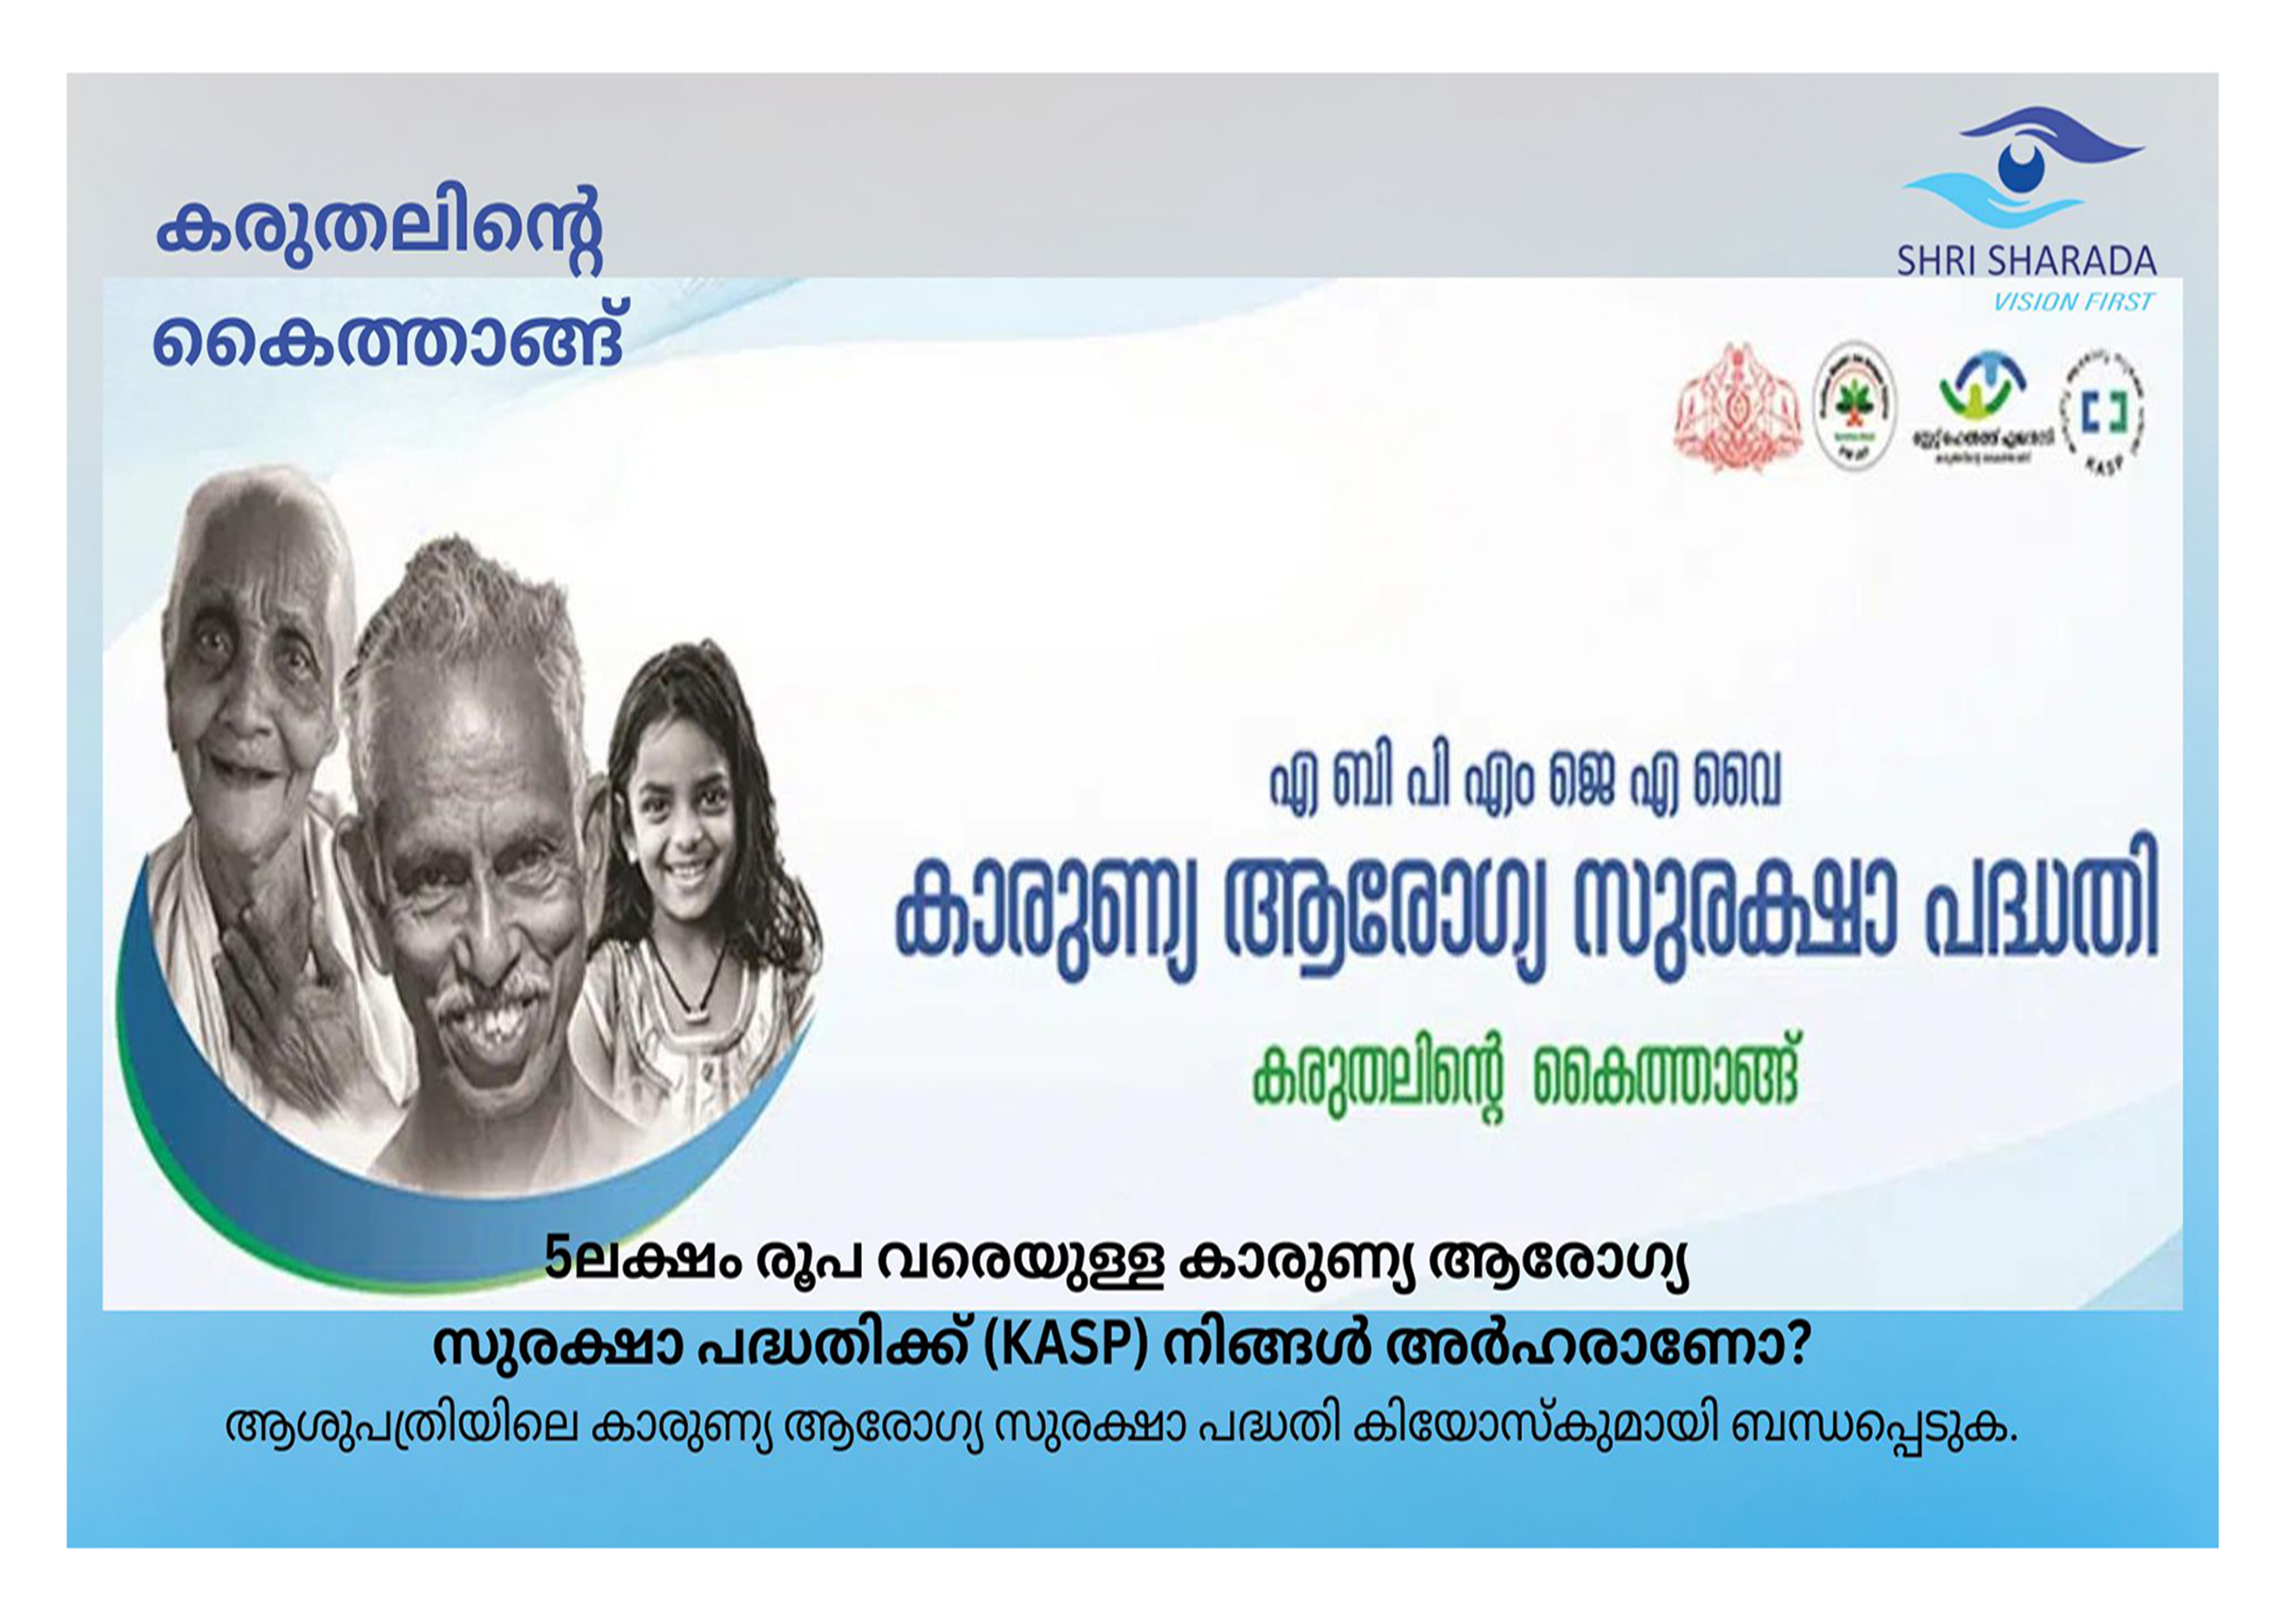 കരുതലിന്റെ
കൈത്താങ്ങ്
SHRI SHARADA
VISION FIRST
KASP
എ ബി പി എം ജെ എ വൈ
കാരുണ്യ ആരോഗ്യ സുരക്ഷാ പദ്ധതി
കരുതലിന്റെ കൈത്താങ്ങ്
5ലക്ഷം രൂപ വരെയുള്ള കാരുണ്യ ആരോഗ്യ
സുരക്ഷാ പദ്ധതിക്ക് (KASP) നിങ്ങൾ അർഹരാണോ?
ആശുപത്രിയിലെ കാരുണ്യ ആരോഗ്യ സുരക്ഷാ പദ്ധതി കിയോസ്കുമായി ബന്ധപ്പെടുക.